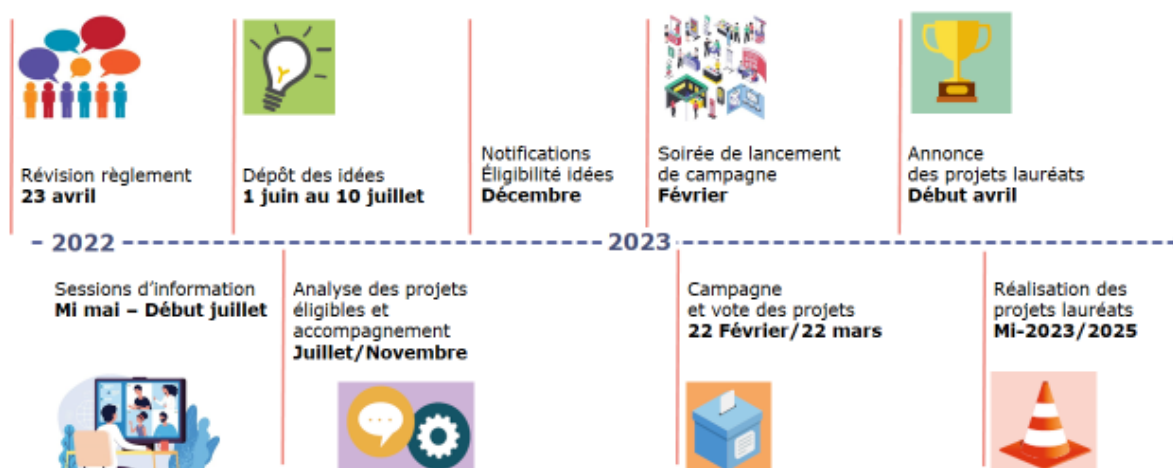 Révision règlement
23 avril
Dépôt des idées
1 juin au 10 juillet
Notifications
Éligibilité idées
Décembre
Soirée de lancement
de campagne
Février
Annonce
des projets lauréats
Début avril
2022
2023
Sessions d'information
Mi mai – Début juillet
Analyse des projets
éligibles et
accompagnement
Juillet/Novembre
Campagne
et vote des projets
22 Février/22 mars
Réalisation des
projets lauréats
Mi-2023/2025